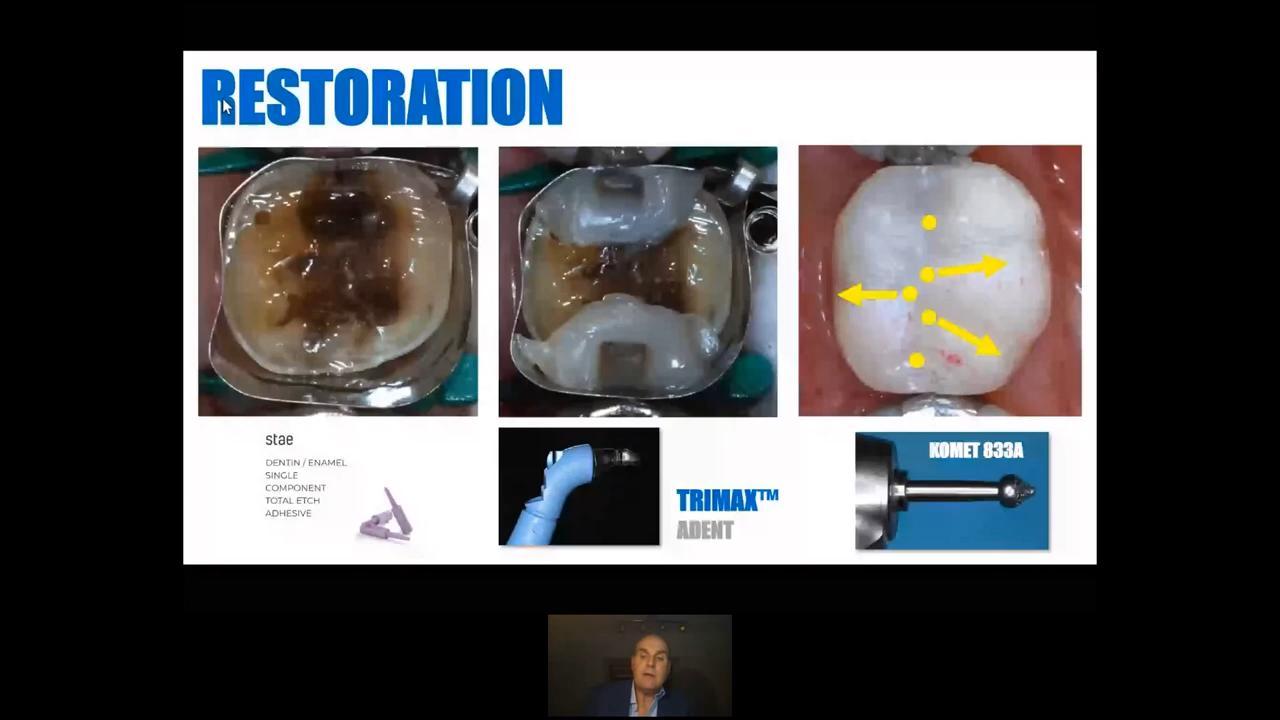 RESTORATION
stae
DENTIN / ENAMEL
SINGLE
COMPONENT
TOTAL ETCH
ADHESIVE
TRIMAX™
ADENT
KOMET 833A